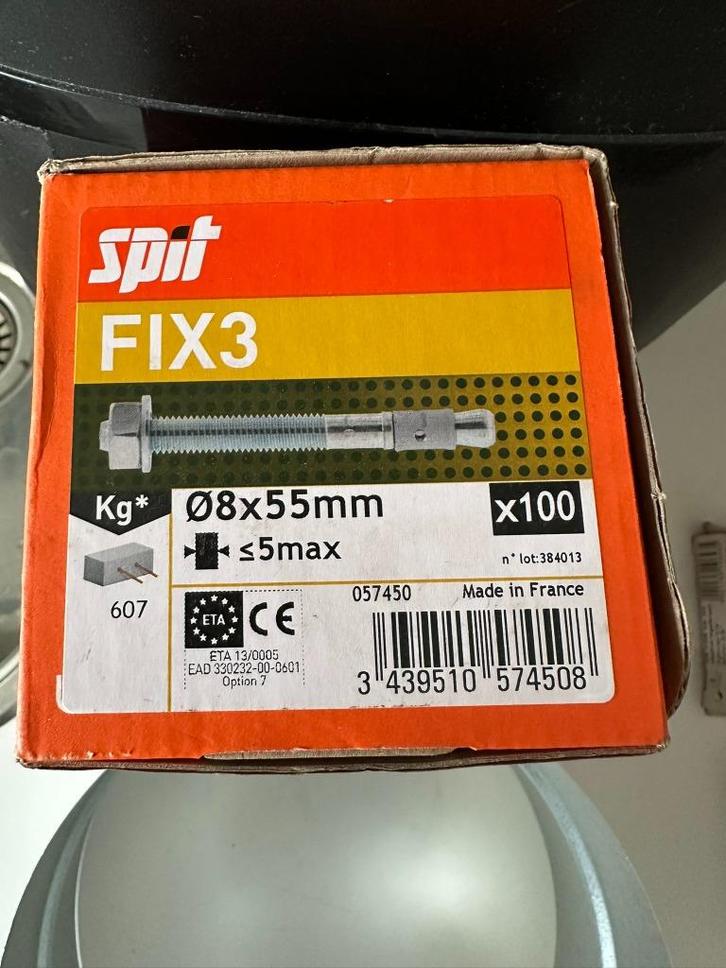 spit
FIX3
Kg*
Ø8x55mm
x100
≤5max
n° lot:384013
607
057450
Made in France
ETA
CE
ETA 13/0005
EAD 330232-00-0601
Option 7
3 439510 574508